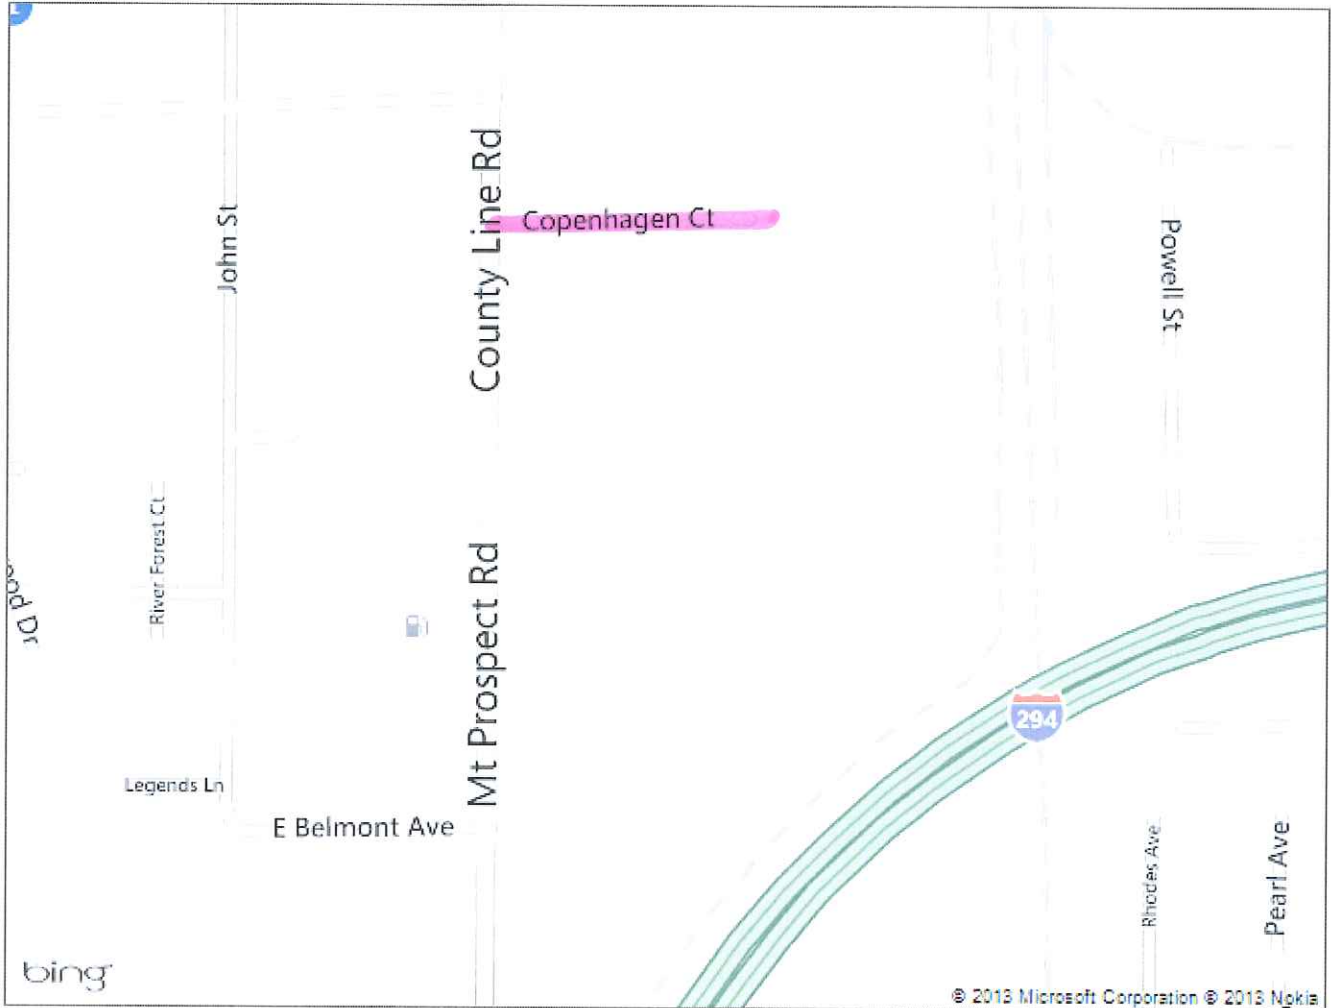 County Line Rd
Copenhagen Ct
John St
Powell St
River Forest Ct
Mt Prospect Rd
294
Legends Ln
E Belmont Ave
Rhodes Ave
Pearl Ave
bing
© 2013 Microsoft Corporation © 2013 Nokia